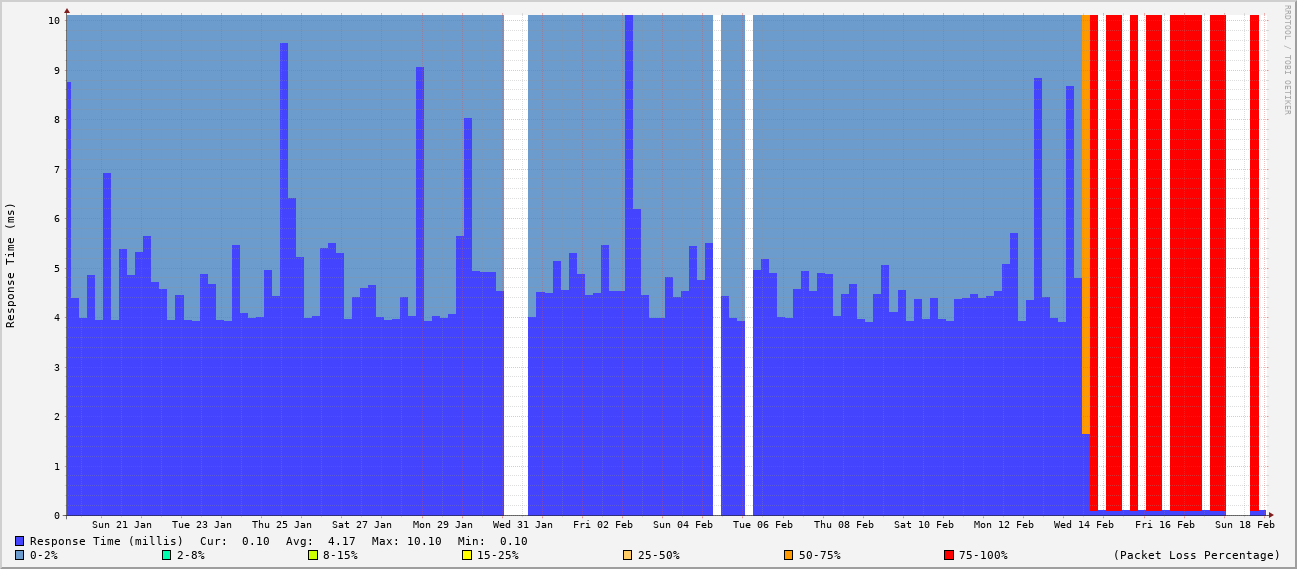 RRDTOOL / TOBI OETIKER
Response Time (ms)
10
9
8
7
6
5
4
3
2
1
0
Sun 21 Jan Tue 23 Jan Thu 25 Jan Sat 27 Jan Mon 29 Jan Wed 31 Jan Fri 02 Feb Sun 04 Feb Tue 06 Feb Thu 08 Feb Sat 10 Feb Mon 12 Feb Wed 14 Feb Fri 16 Feb Sun 18 Feb
Response Time (millis) Cur: 0.10 Avg: 4.17 Max: 10.10 Min: 0.10
0-2% 2-8% 8-15% 15-25% 25-50% 50-75% 75-100% (Packet Loss Percentage)